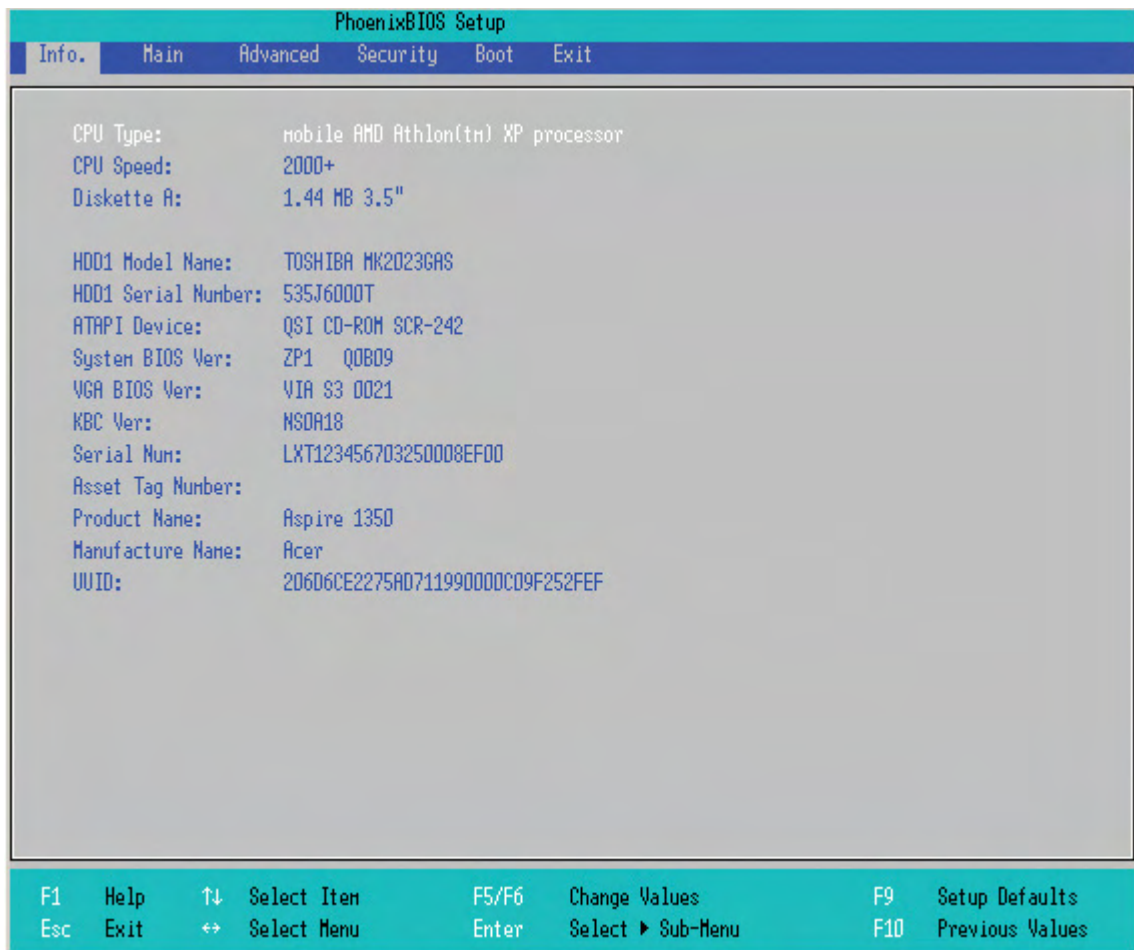 PhoenixBIOS Setup
Info. Main Advanced Security Boot Exit
CPU Type: mobile AMD Athlon(tm) XP processor
CPU Speed: 2000+
Diskette A: 1.44 MB 3.5"
HDD1 Model Name: TOSHIBA MK2023GAS
HDD1 Serial Number: 535J6000T
ATAPI Device: QSI CD-ROM SCR-242
System BIOS Ver: ZP1 Q0B09
VGA BIOS Ver: VIA S3 0021
KBC Ver: NS0A18
Serial Num: LXT123456703250008EF00
Asset Tag Number:
Product Name: Aspire 1350
Manufacture Name: Acer
UUID: 206D6CE2275AD711990000C09F252FEF
F1 Help ↑↓ Select Item F5/F6 Change Values F9 Setup Defaults
Esc Exit ↔ Select Menu Enter Select ▶ Sub-Menu F10 Previous Values